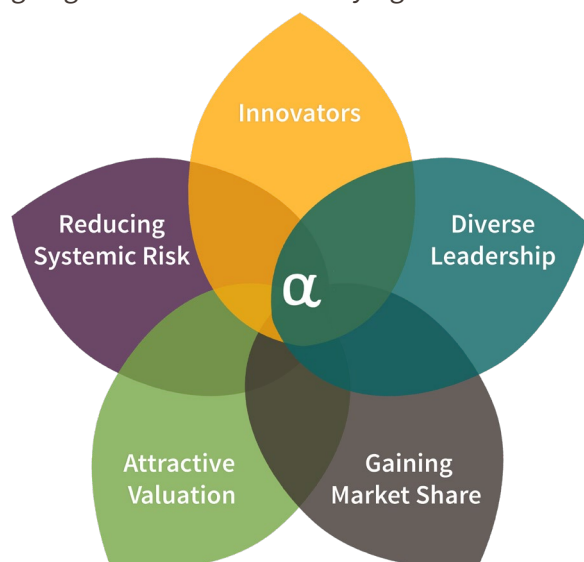 Innovators
Reducing
Systemic Risk
Diverse
Leadership
α
Attractive
Valuation
Gaining
Market Share